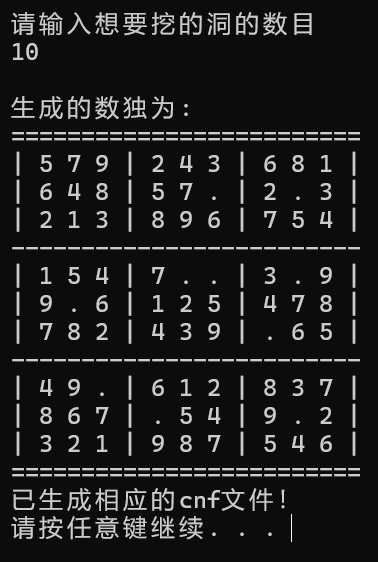 请输入想要挖的洞的数目
10
生成的数独为:
=========================
| 5 7 9 | 2 4 3 | 6 8 1 |
| 6 4 8 | 5 7 . | 2 . 3 |
| 2 1 3 | 8 9 6 | 7 5 4 |
-------------------------
| 1 5 4 | 7 . . | 3 . 9 |
| 9 . 6 | 1 2 5 | 4 7 8 |
| 7 8 2 | 4 3 9 | . 6 5 |
-------------------------
| 4 9 . | 6 1 2 | 8 3 7 |
| 8 6 7 | . 5 4 | 9 . 2 |
| 3 2 1 | 9 8 7 | 5 4 6 |
=========================
已生成相应的cnf文件!
请按任意键继续. . .